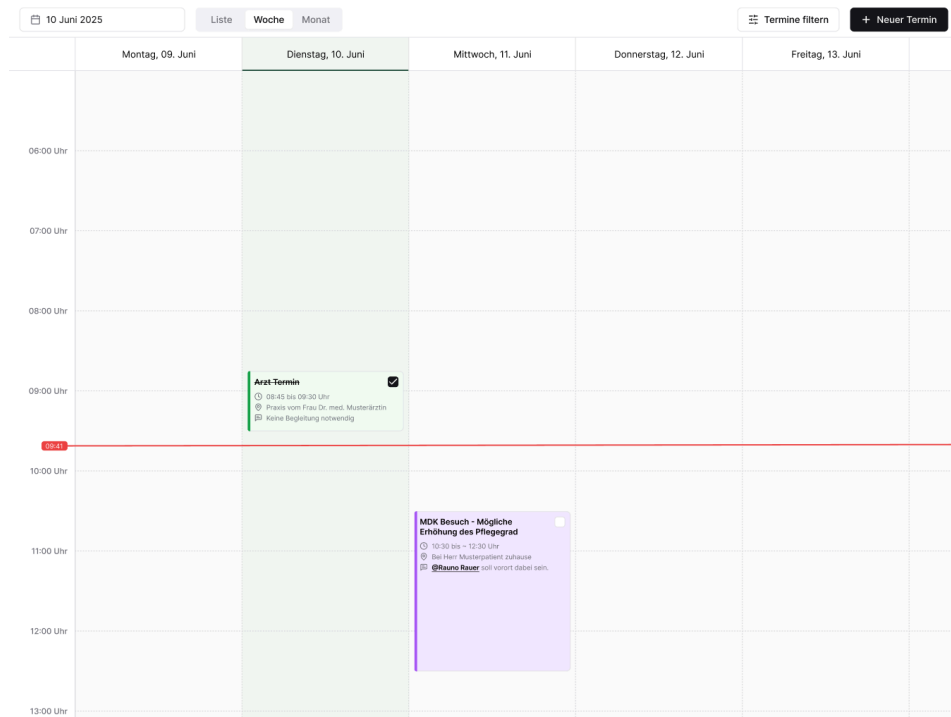 10 Juni 2025
Liste Woche Monat
Termine filtern
+ Neuer Termin
Montag, 09. Juni
Dienstag, 10. Juni
Mittwoch, 11. Juni
Donnerstag, 12. Juni
Freitag, 13. Juni
06:00 Uhr
07:00 Uhr
08:00 Uhr
09:00 Uhr
Arzt Termin
08:45 bis 09:30 Uhr
Praxis vom Frau Dr. med. Musterärztin
Keine Begleitung notwendig
09:41
10:00 Uhr
MDK Besuch - Mögliche
Erhöhung des Pflegegrad
10:30 bis – 12:30 Uhr
Bei Herr Musterpatient zuhause
@Rauno Rauer soll vorort dabei sein.
11:00 Uhr
12:00 Uhr
13:00 Uhr